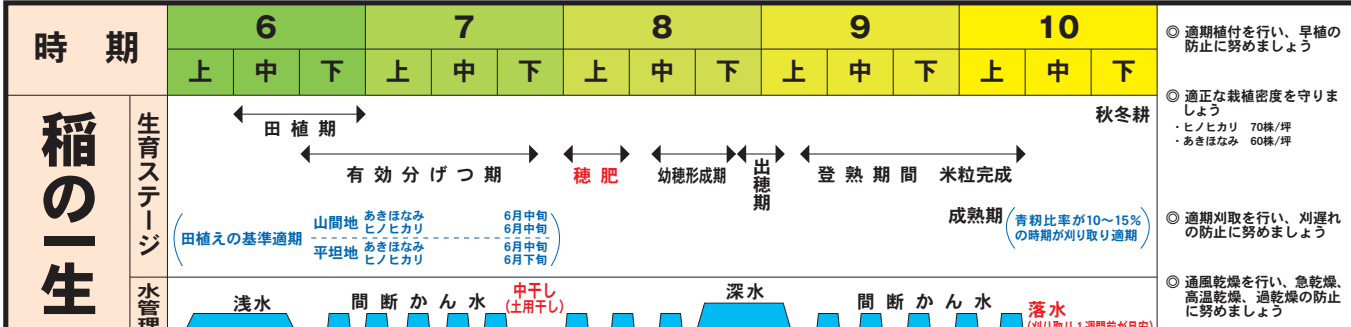 時期
6 7 8 9 10
上 中 下 上 中 下 上 中 下 上 中 下 上 中 下
稲の一生
生育ステージ
田植期
秋冬耕
有効分げつ期
穂肥
幼穂形成期
出穂期
登熟期間
米粒完成
成熟期
(青籾比率が10〜15%
の時期が刈り取り適期)
(田植えの基準適期
山間地 あきほなみ 6月中旬
ヒノヒカリ 6月中旬
平坦地 あきほなみ 6月中旬
ヒノヒカリ 6月下旬)
水管理
浅水
間断かん水
中干し
(土用干し)
深水
間断かん水
落水
(刈り取り1週間前が目安)
◎ 適期植付を行い、早植の
防止に努めましょう
◎ 適正な栽植密度を守りま
しょう
・ヒノヒカリ 70株/坪
・あきほなみ 60株/坪
◎ 適期刈取を行い、刈遅れ
の防止に努めましょう
◎ 通風乾燥を行い、急乾燥、
高温乾燥、過乾燥の防止
に努めましょう